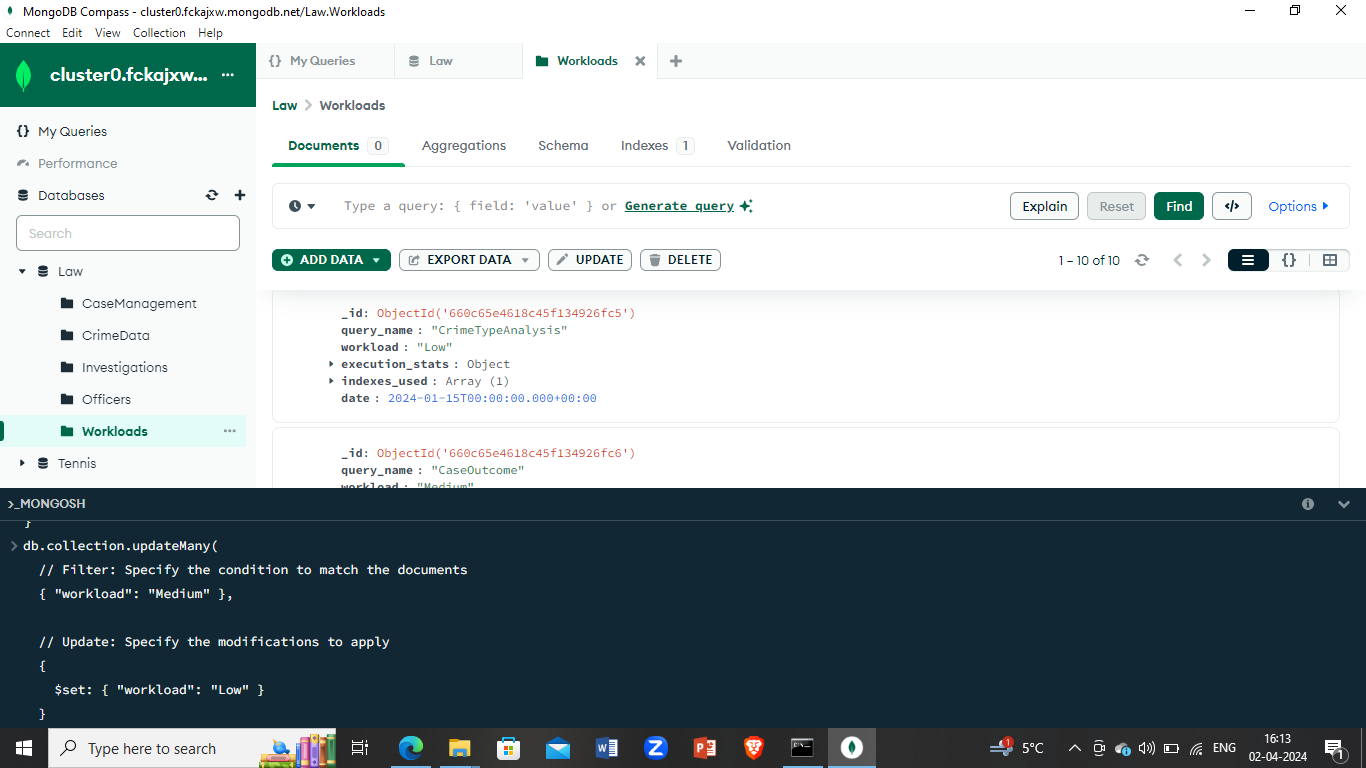 MongoDB Compass - cluster0.fckajxw.mongodb.net/Law.Workloads
Connect Edit View Collection Help
cluster0.fckajxw... ···
{} My Queries
Law
Workloads
{} My Queries
Performance
Databases
Search
Law
CaseManagement
CrimeData
Investigations
Officers
Workloads ···
Tennis
Law > Workloads
Documents 0 Aggregations Schema Indexes 1 Validation
Type a query: { field: 'value' } or Generate query
Explain Reset Find </> Options
ADD DATA EXPORT DATA UPDATE DELETE 1 – 10 of 10 {}
_id: ObjectId('660c65e4618c45f134926fc5')
query_name : "CrimeTypeAnalysis"
workload : "Low"
execution_stats : Object
indexes_used : Array (1)
date : 2024-01-15T00:00:00.000+00:00
_id: ObjectId('660c65e4618c45f134926fc6')
query_name : "CaseOutcome"
workload : "Medium"
>_MONGOSH
}
> db.collection.updateMany(
// Filter: Specify the condition to match the documents
{ "workload": "Medium" },
// Update: Specify the modifications to apply
{
$set: { "workload": "Low" }
}
Type here to search
1 5°C ENG 16:13
02-04-2024 1